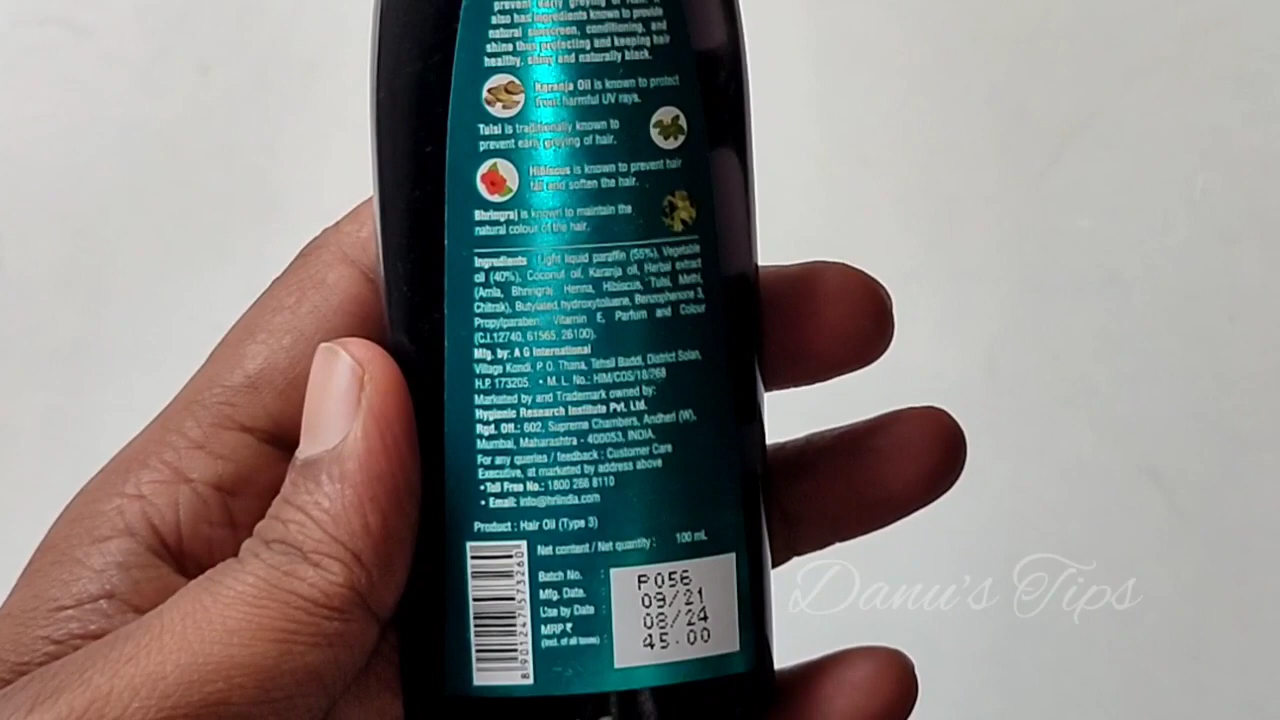 prevent early greying of hair. It
also has ingredients known to provide
natural sunscreen, conditioning, and
shine thus protecting and keeping hair
healthy, shiny and naturally black.
Karanja Oil is known to protect
from harmful UV rays.
Tulsi is traditionally known to
prevent early greying of hair.
Hibiscus is known to prevent hair
fall and soften the hair.
Bhringraj is known to maintain the
natural colour of the hair.
Ingredients Light liquid paraffin (55%), Vegetable
oil (40%), Coconut oil, Karanja oil, Herbal extract
(Amla, Bhringraj, Henna, Hibiscus, Tulsi, Methi,
Chitrak), Butylated hydroxytoluene, Benzophenone 3,
Propylparaben, Vitamin E, Parfum and Colour
(C.I.12740, 61565, 26100).
Mfg. by: A G International
Village Kondi, P. O. Thana, Tehsil Baddi, District Solan,
H.P. 173205. • M. L. No.: HIM/COS/18/268
Marketed by and Trademark owned by:
Hygienic Research Institute Pvt. Ltd.
Rgd. Off.: 602, Supreme Chambers, Andheri (W),
Mumbai, Maharashtra - 400053, INDIA.
For any queries / feedback : Customer Care
Executive, at marketed by address above
•Toll Free No.: 1800 266 8110
• Email: info@hriindia.com
Product : Hair Oil (Type 3)
Net content / Net quantity : 100 mL
Batch No. : P056
Mfg. Date. : 09/21
Use by Date : 08/24
MRP ₹ : 45.00
(Incl. of all taxes)
8 901247 573260
Danu's Tips